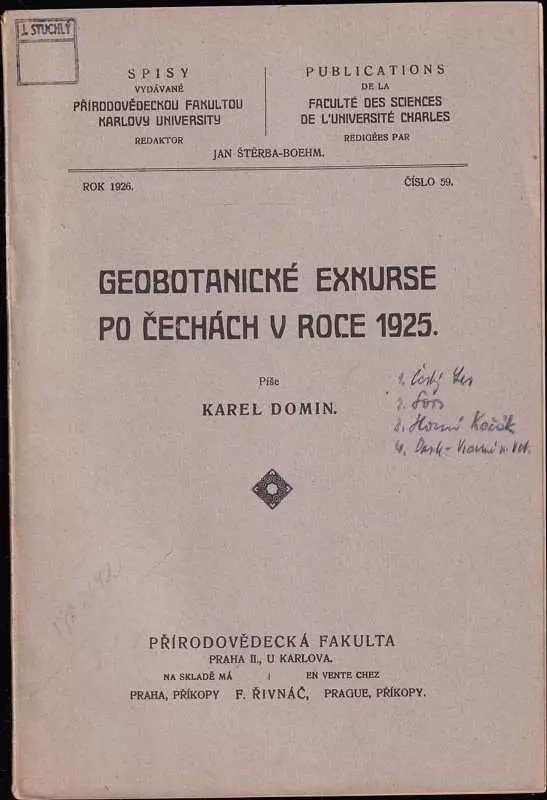 J. STUCHLÝ
SPISY
VYDÁVANÉ
PŘÍRODOVĚDECKOU FAKULTOU
KARLOVY UNIVERSITY
REDAKTOR
PUBLICATIONS
DE LA
FACULTÉ DES SCIENCES
DE L'UNIVERSITÉ CHARLES
REDIGÉES PAR
JAN ŠTĚRBA-BOEHM.
ROK 1926.
ČÍSLO 59.
GEOBOTANICKÉ EXKURSE
PO ČECHÁCH V ROCE 1925.
Píše
KAREL DOMIN.
1. Český les
2. Soos
3. Horní
4.
PŘÍRODOVĚDECKÁ FAKULTA
PRAHA II., U KARLOVA.
NA SKLADĚ MÁ i EN VENTE CHEZ
PRAHA, PŘÍKOPY F. ŘIVNÁČ, PRAGUE, PŘÍKOPY.